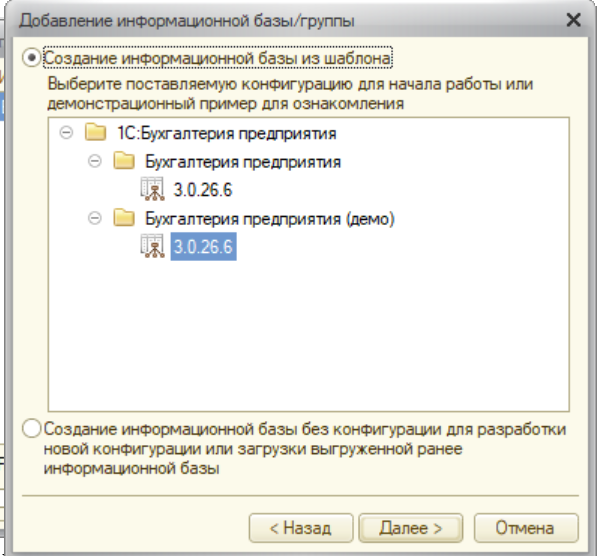 Добавление информационной базы/группы
Создание информационной базы из шаблона
Выберите поставляемую конфигурацию для начала работы или
демонстрационный пример для ознакомления
1С:Бухгалтерия предприятия
Бухгалтерия предприятия
3.0.26.6
Бухгалтерия предприятия (демо)
3.0.26.6
Создание информационной базы без конфигурации для разработки
новой конфигурации или загрузки выгруженной ранее
информационной базы
< Назад Далее > Отмена